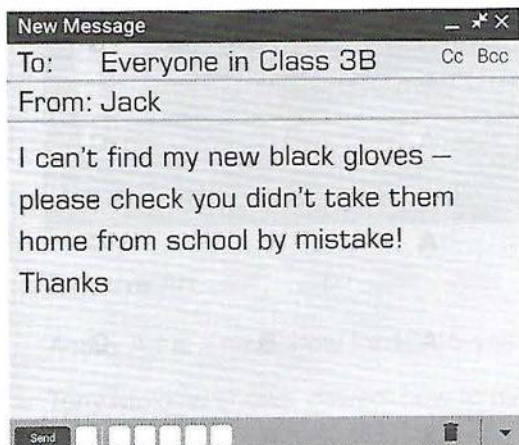 New Message
To: Everyone in Class 3B Cc Bcc
From: Jack
I can't find my new black gloves –
please check you didn't take them
home from school by mistake!
Thanks
Send